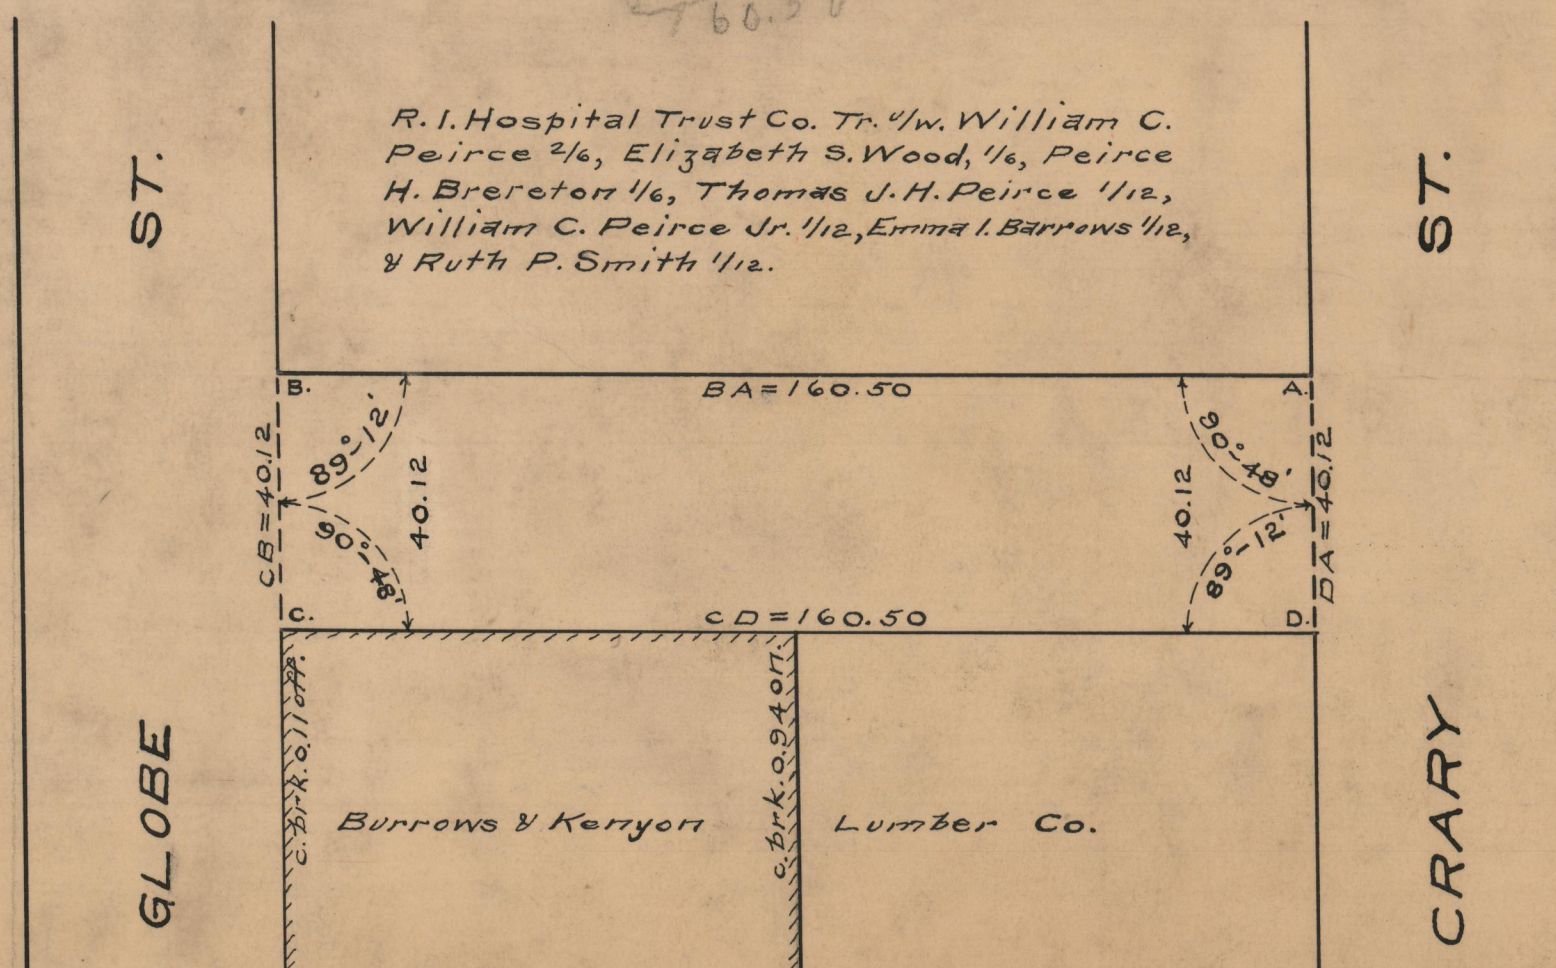 60.50
R. I. Hospital Trust Co. Tr. u/w. William C.
Peirce 2/6, Elizabeth S. Wood, 1/6, Peirce
H. Brereton 1/6, Thomas J. H. Peirce 1/12,
William C. Peirce Jr. 1/12, Emma I. Barrows 1/12,
& Ruth P. Smith 1/12.
GLOBE ST.
CRARY ST.
B.
BA=160.50
A.
89°-12'
90°-48'
CB=40.12
40.12
40.12
DA=40.12
90°-48'
89°-12'
C.
CD=160.50
D.
c. brk. 0.11 off.
c. brk. 0.94 on.
Burrows & Kenyon Lumber Co.